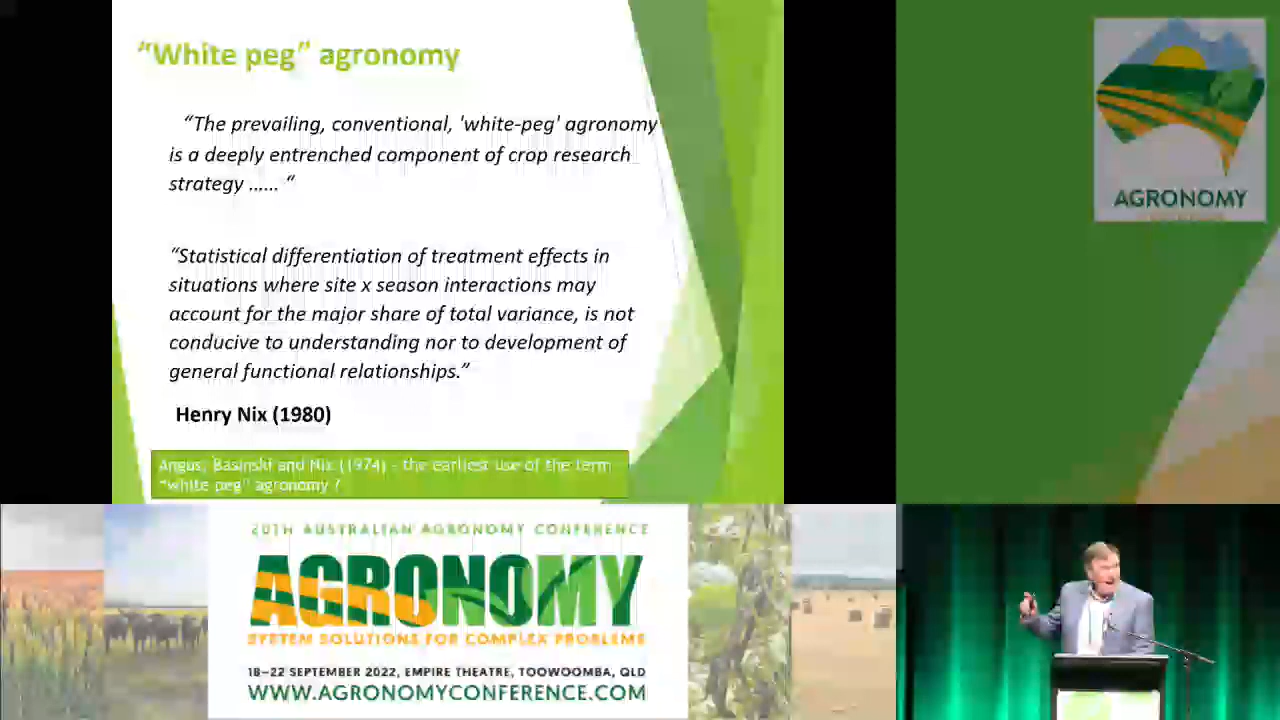 “White peg” agronomy
“The prevailing, conventional, 'white-peg' agronomy
is a deeply entrenched component of crop research
strategy ...... “
“Statistical differentiation of treatment effects in
situations where site x season interactions may
account for the major share of total variance, is not
conducive to understanding nor to development of
general functional relationships.”
Henry Nix (1980)
Angus, Basinski and Nix (1974) - the earliest use of the term
“white peg” agronomy ?
AGRONOMY
20TH AUSTRALIAN AGRONOMY CONFERENCE
AGRONOMY
SYSTEM SOLUTIONS FOR COMPLEX PROBLEMS
18–22 SEPTEMBER 2022, EMPIRE THEATRE, TOOWOOMBA, QLD
WWW.AGRONOMYCONFERENCE.COM